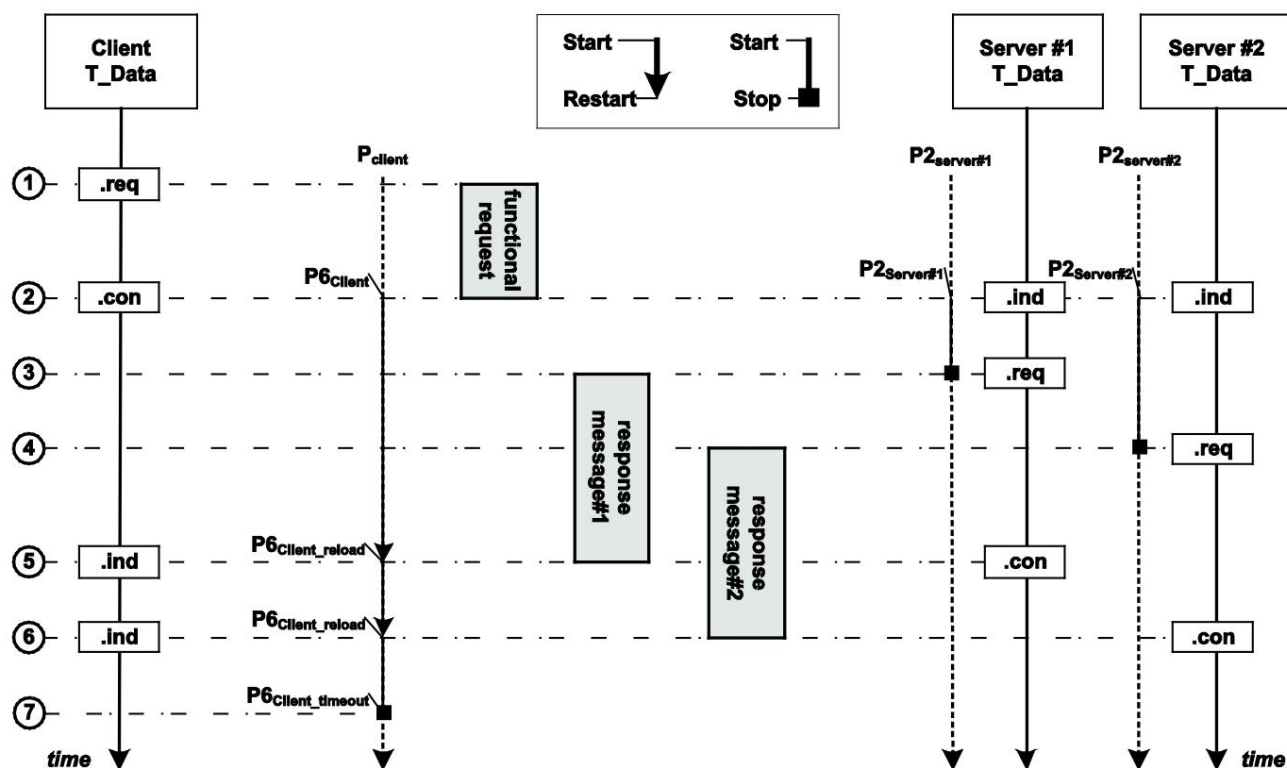 Client
T_Data
Start
Restart
Start
Stop
Server #1
T_Data
Server #2
T_Data
Pclient
P2server#1
P2server#2
1
.req
functional
request
P6Client
P2Server#1
P2Server#2
2
.con
.ind
.ind
3
.req
response
message#1
4
.req
response
message#2
P6Client_reload
5
.ind
.con
P6Client_reload
6
.ind
.con
P6Client_timeout
7
time
time